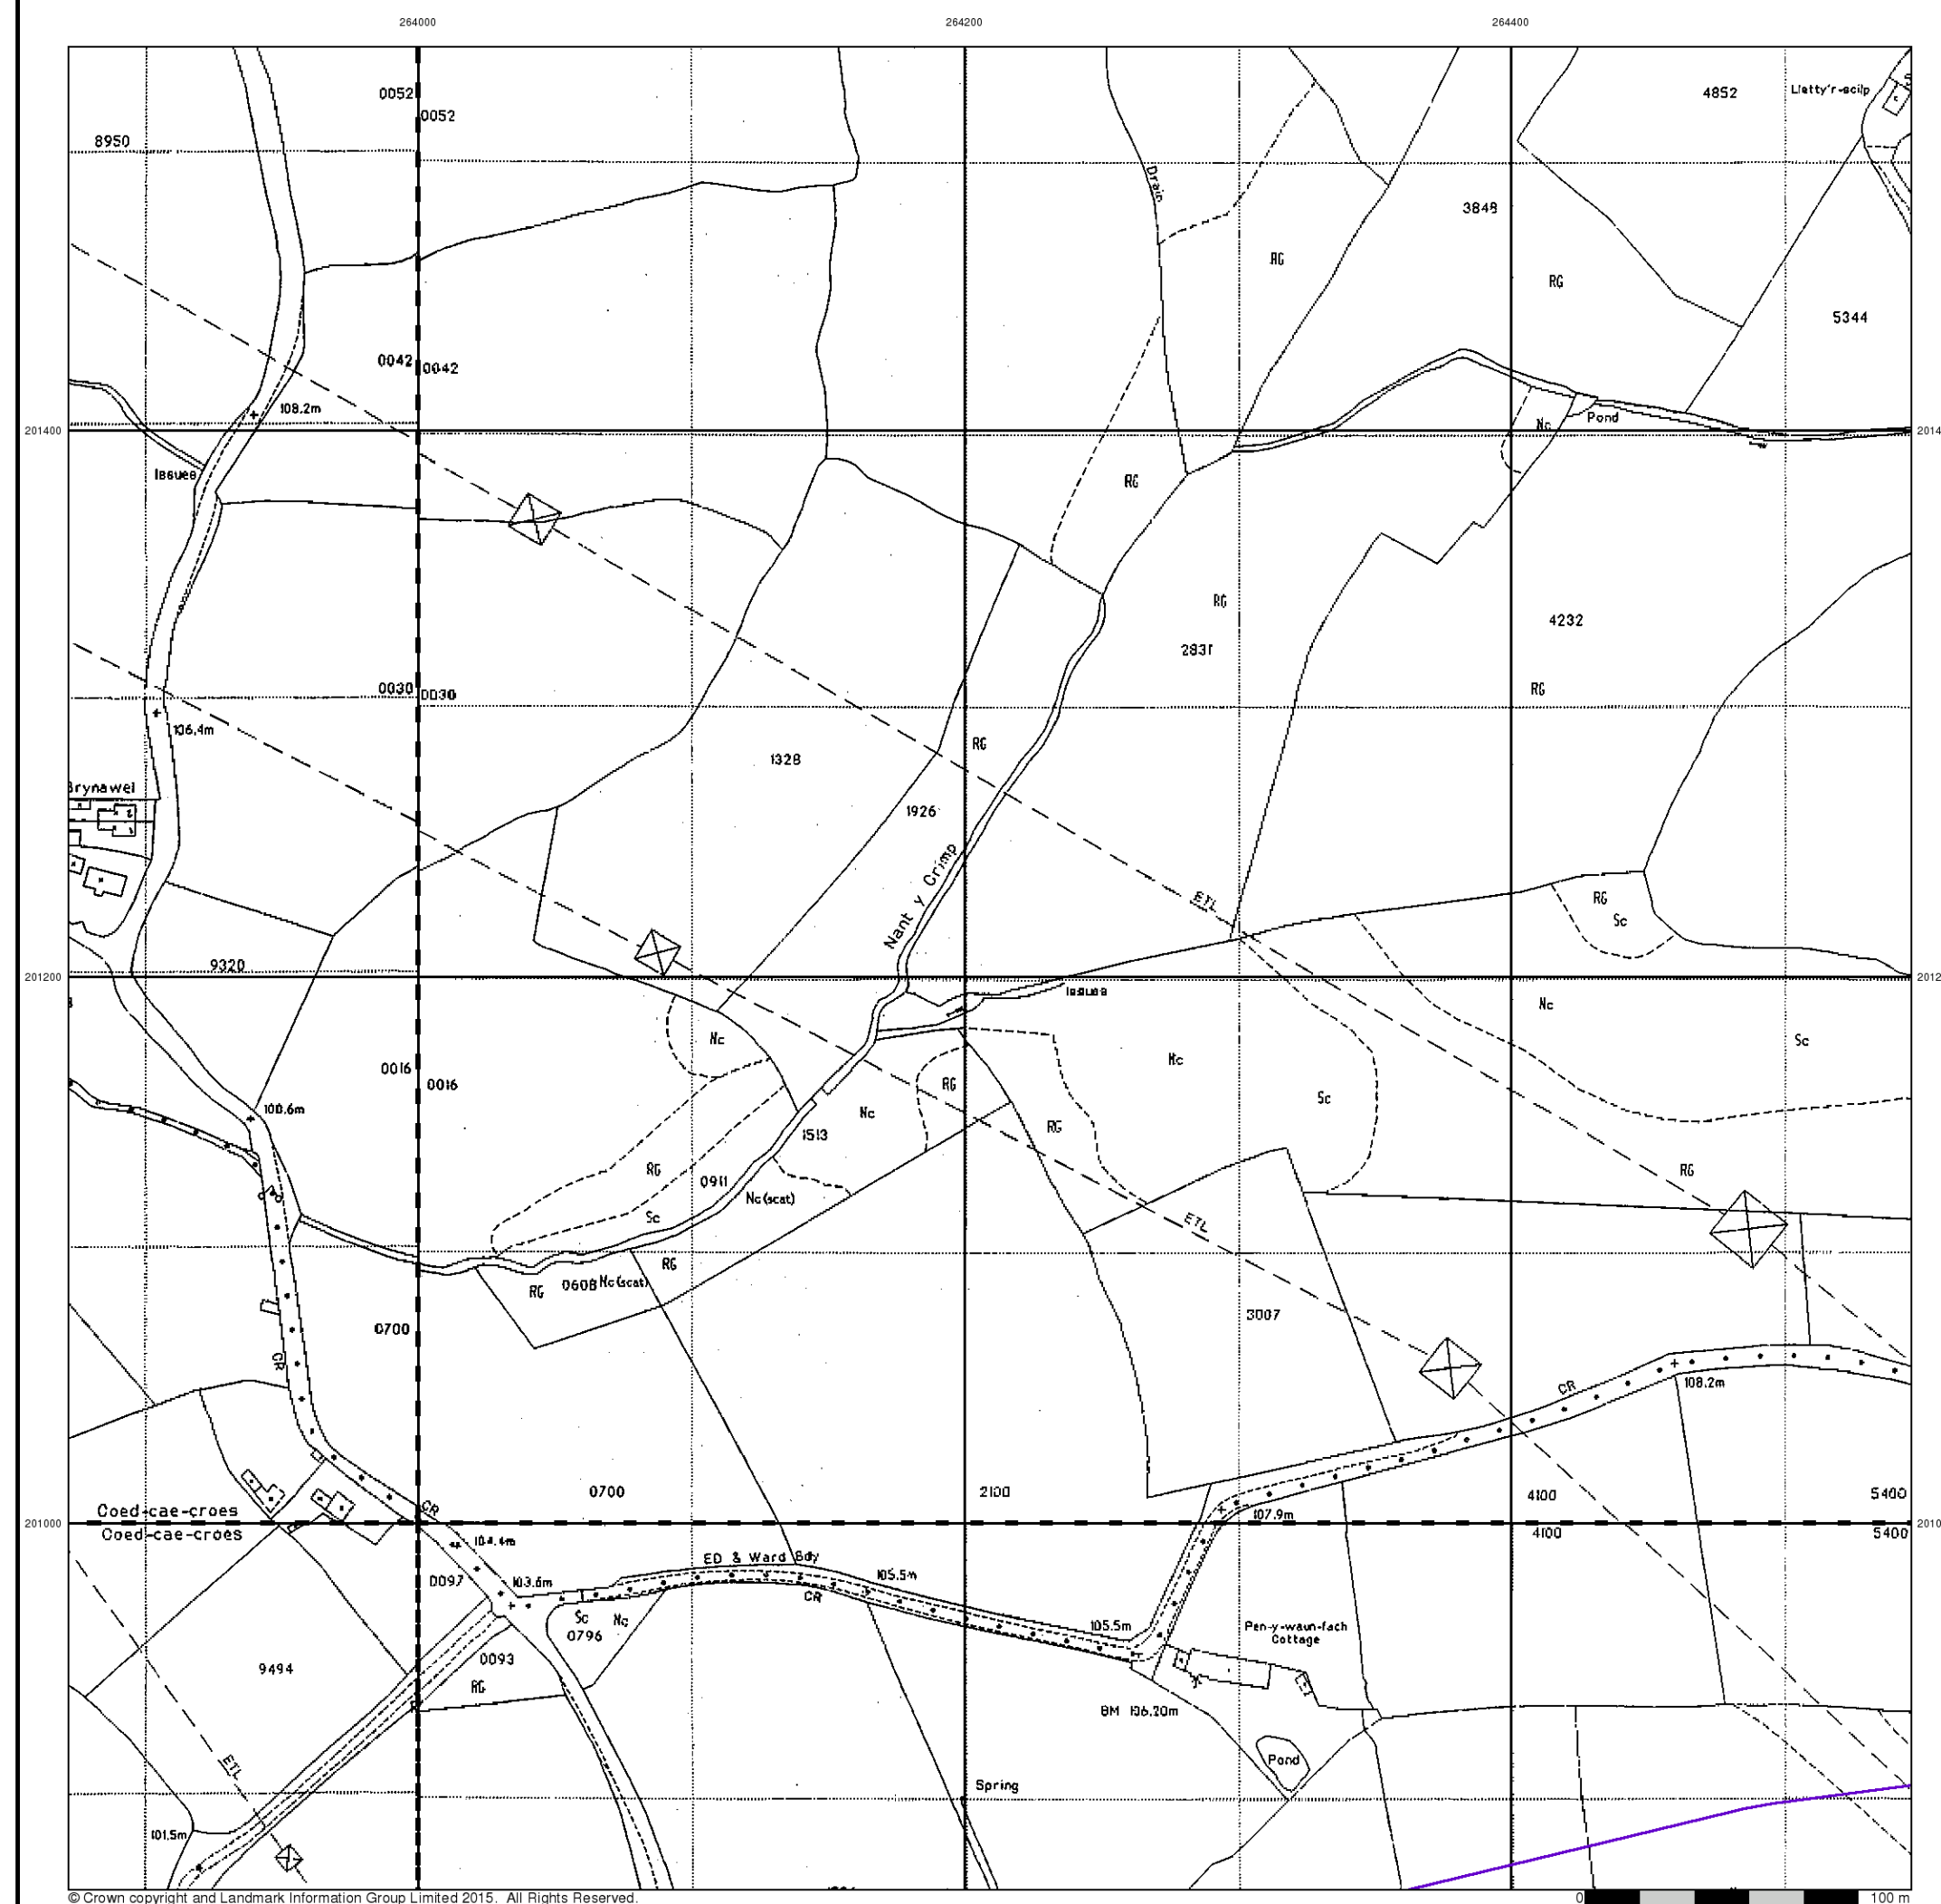 264000 264200 264400
0052
0052
4852
Lletty'r-scilp
8950
Drain
3848
RG
RG
5344
0042 0042
108.2m
201400
2014
Nc
Pond
Issues
RG
RG
4232
2831
RG
0030 0030
106.4m
RG
1328
Brynawel
1926
Nant y Crimp
ETL
RG
Sc
9320
201200
2012
Issues
Nc
Nc
Nc
Sc
0016
0016
RG
Sc
100.6m
Nc
RG
1513
RG
0911
RG
Nc (scat)
Sc
ETL
RG
0608 Nc (scat)
RG
3007
0700
CR
CR
108.2m
0700
2100
4100
5400
CR
Coed-cae-croes
107.9m
201000
2010
Coed-cae-croes
4100
5400
104.4m
ED & Ward Bdy
0097
103.6m
105.5m
CR
Sc
Nc
0796
105.5m
Pen-y-waun-fach
Cottage
9494
0093
RG
BM 106.20m
ETL
Pond
Spring
101.5m
© Crown copyright and Landmark Information Group Limited 2015. All Rights Reserved.
0 100 m